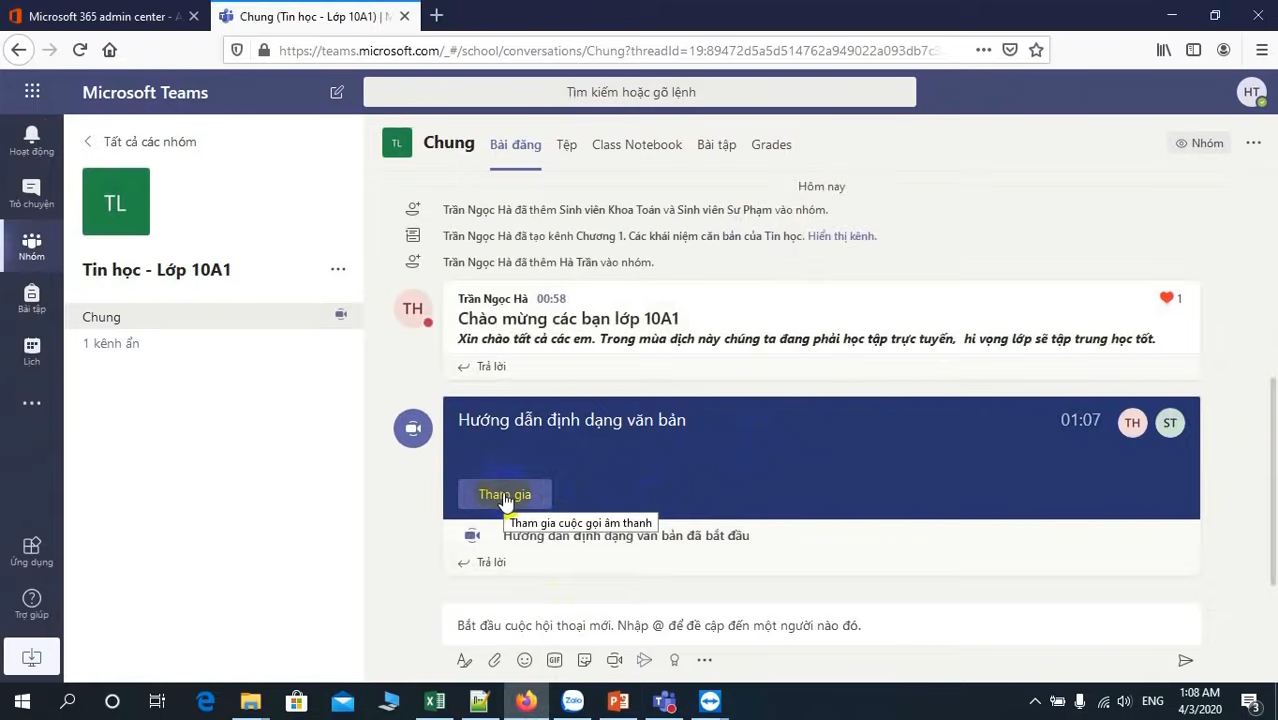 Microsoft 365 admin center - A
Chung (Tin học - Lớp 10A1) | M
https://teams.microsoft.com/_#/school/conversations/Chung?threadId=19:89472d5a5d514762a949022a093db7c8
Microsoft Teams
Tìm kiếm hoặc gõ lệnh
HT
Hoạt động
Trò chuyện
Nhóm
Bài tập
Lịch
Ứng dụng
Trợ giúp
Tất cả các nhóm
TL
Tin học - Lớp 10A1
Chung
1 kênh ẩn
TL
Chung
Bài đăng
Tệp
Class Notebook
Bài tập
Grades
Nhóm
Hôm nay
Trần Ngọc Hà đã thêm Sinh viên Khoa Toán và Sinh viên Sư Phạm vào nhóm.
Trần Ngọc Hà đã tạo kênh Chương 1. Các khái niệm căn bản của Tin học. Hiển thị kênh.
Trần Ngọc Hà đã thêm Hà Trần vào nhóm.
TH
Trần Ngọc Hà 00:58
1
Chào mừng các bạn lớp 10A1
Xin chào tất cả các em. Trong mùa dịch này chúng ta đang phải học tập trực tuyến, hi vọng lớp sẽ tập trung học tốt.
Trả lời
Hướng dẫn định dạng văn bản
01:07
TH
ST
Tham gia
Tham gia cuộc gọi âm thanh
Hướng dẫn định dạng văn bản đã bắt đầu
Trả lời
Bắt đầu cuộc hội thoại mới. Nhập @ để đề cập đến một người nào đó.
GIF
Zalo
ENG
1:08 AM
4/3/2020
3